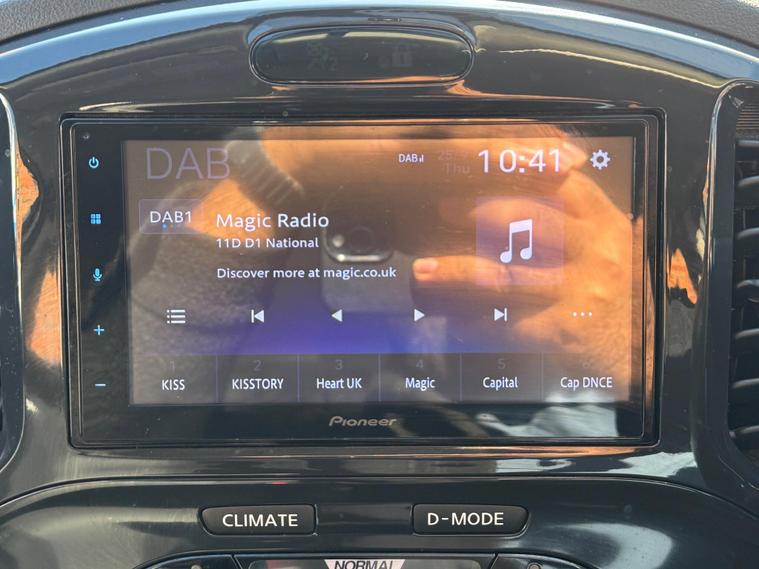 DAB
DAB
Thu
10:41
DAB1
Magic Radio
11D D1 National
Discover more at magic.co.uk
1
2
3
4
5
KISS
KISSTORY
Heart UK
Magic
Capital
Cap DNCE
Pioneer
CLIMATE
D-MODE
NORMAL